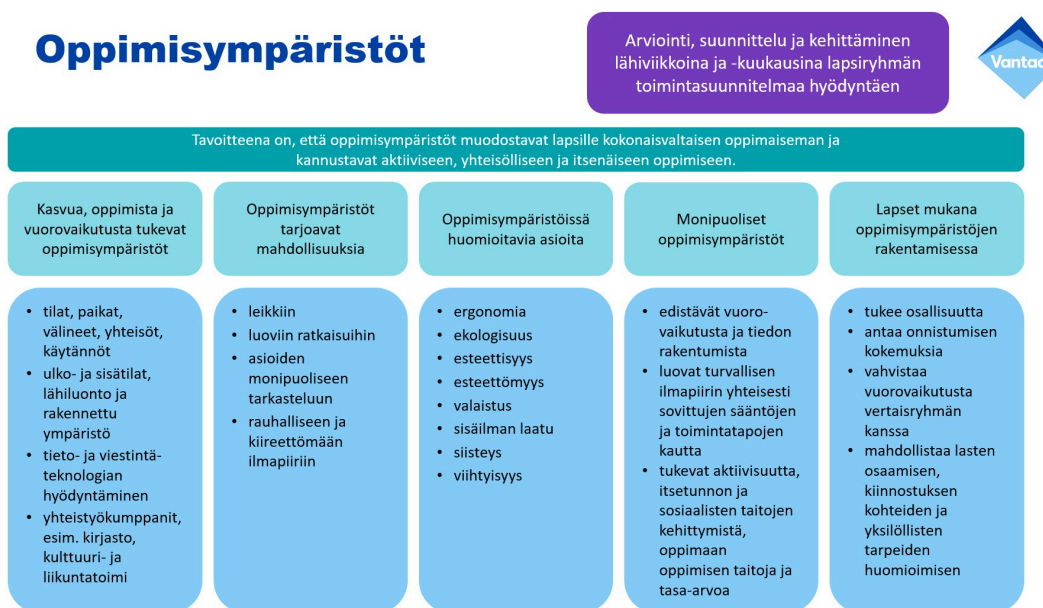 Oppimisympäristöt
Arviointi, suunnittelu ja kehittäminen
lähiviikkoina ja -kuukausina lapsiryhmän
toimintasuunnitelmaa hyödyntäen
Vantaa
Tavoitteena on, että oppimisympäristöt muodostavat lapsille kokonaisvaltaisen oppimaiseman ja
kannustavat aktiiviseen, yhteisölliseen ja itsenäiseen oppimiseen.
Kasvua, oppimista ja
vuorovaikutusta tukevat
oppimisympäristöt
• tilat, paikat,
välineet, yhteisöt,
käytännöt
• ulko- ja sisätilat,
lähiluonto ja
rakennettu
ympäristö
• tieto- ja viestintä-
teknologian
hyödyntäminen
• yhteistyökumppanit,
esim. kirjasto,
kulttuuri- ja
liikuntatoimi
Oppimisympäristöt
tarjoavat
mahdollisuuksia
• leikkiin
• luoviin ratkaisuihin
• asioiden
monipuoliseen
tarkasteluun
• rauhalliseen ja
kiireettömään
ilmapiiriin
Oppimisympäristöissä
huomioitavia asioita
• ergonomia
• ekologisuus
• esteettisyys
• esteettömyys
• valaistus
• sisäilman laatu
• siisteys
• viihtyisyys
Monipuoliset
oppimisympäristöt
• edistävät vuoro-
vaikutusta ja tiedon
rakentumista
• luovat turvallisen
ilmapiirin yhteisesti
sovittujen sääntöjen
ja toimintatapojen
kautta
• tukevat aktiivisuutta,
itsetunnon ja
sosiaalisten taitojen
kehittymistä,
oppimaan
oppimisen taitoja ja
tasa-arvoa
Lapset mukana
oppimisympäristöjen
rakentamisessa
• tukee osallisuutta
• antaa onnistumisen
kokemuksia
• vahvistaa
vuorovaikutusta
vertaisryhmän
kanssa
• mahdollistaa lasten
osaamisen,
kiinnostuksen
kohteiden ja
yksilöllisten
tarpeiden
huomioimisen